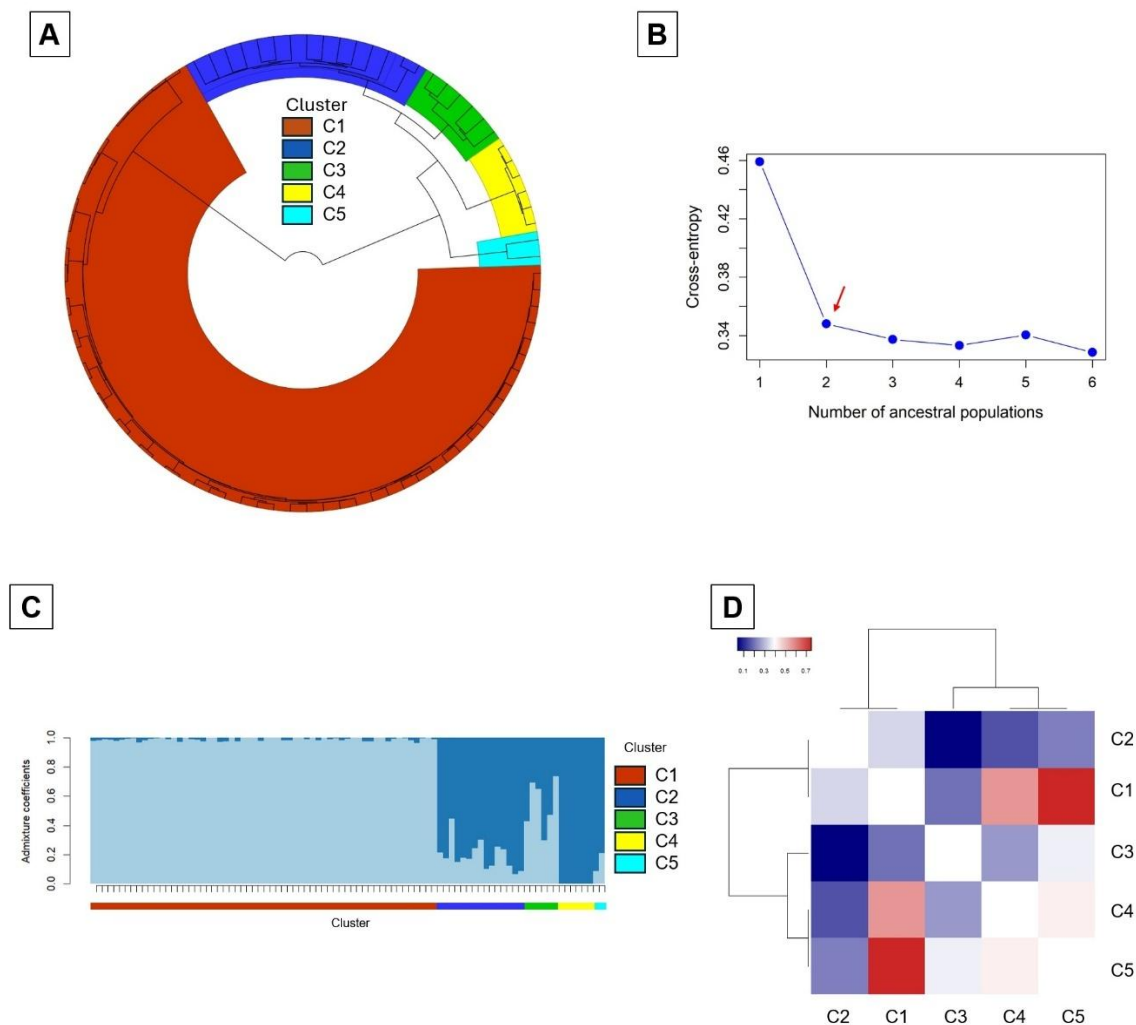 A
Cluster
C1
C2
C3
C4
C5
B
Cross-entropy
0.46
0.42
0.38
0.34
1 2 3 4 5 6
Number of ancestral populations
C
Admixture coefficients
1.0
0.8
0.6
0.4
0.2
0.0
Cluster
Cluster
C1
C2
C3
C4
C5
D
0.1 0.3 0.5 0.7
C2
C1
C3
C4
C5
C2 C1 C3 C4 C5